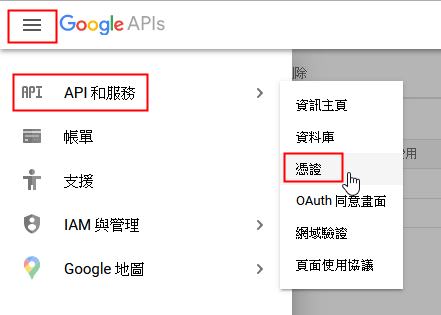 Google APIs
API API 和服務
帳單
支援
IAM 與管理
Google 地圖
資訊主頁
資料庫
憑證
OAuth 同意畫面
網域驗證
頁面使用協議
刪除
用